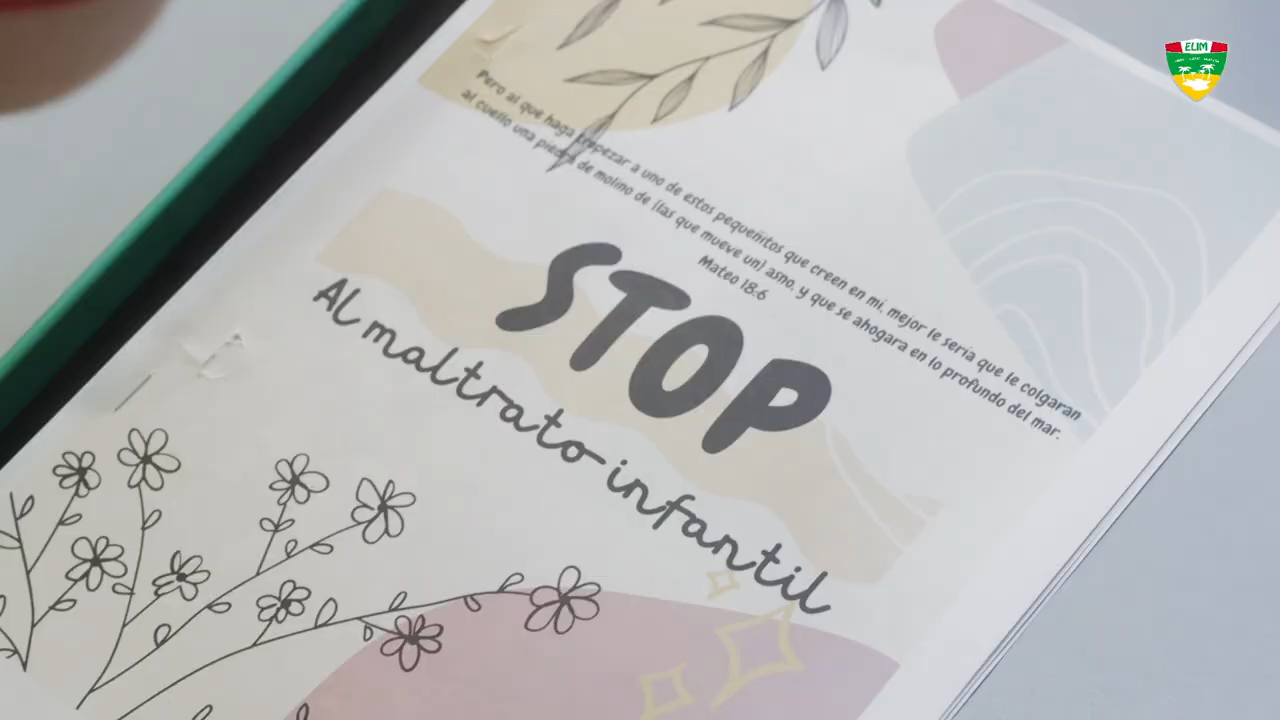 Pero al que haga tropezar a uno de estos pequeñitos que creen en mí, mejor le sería que le colgaran
al cuello una piedra de molino de [las que mueve un] asno, y que se ahogara en lo profundo del mar.
Mateo 18:6
STOP
Al maltrato infantil
ELIM